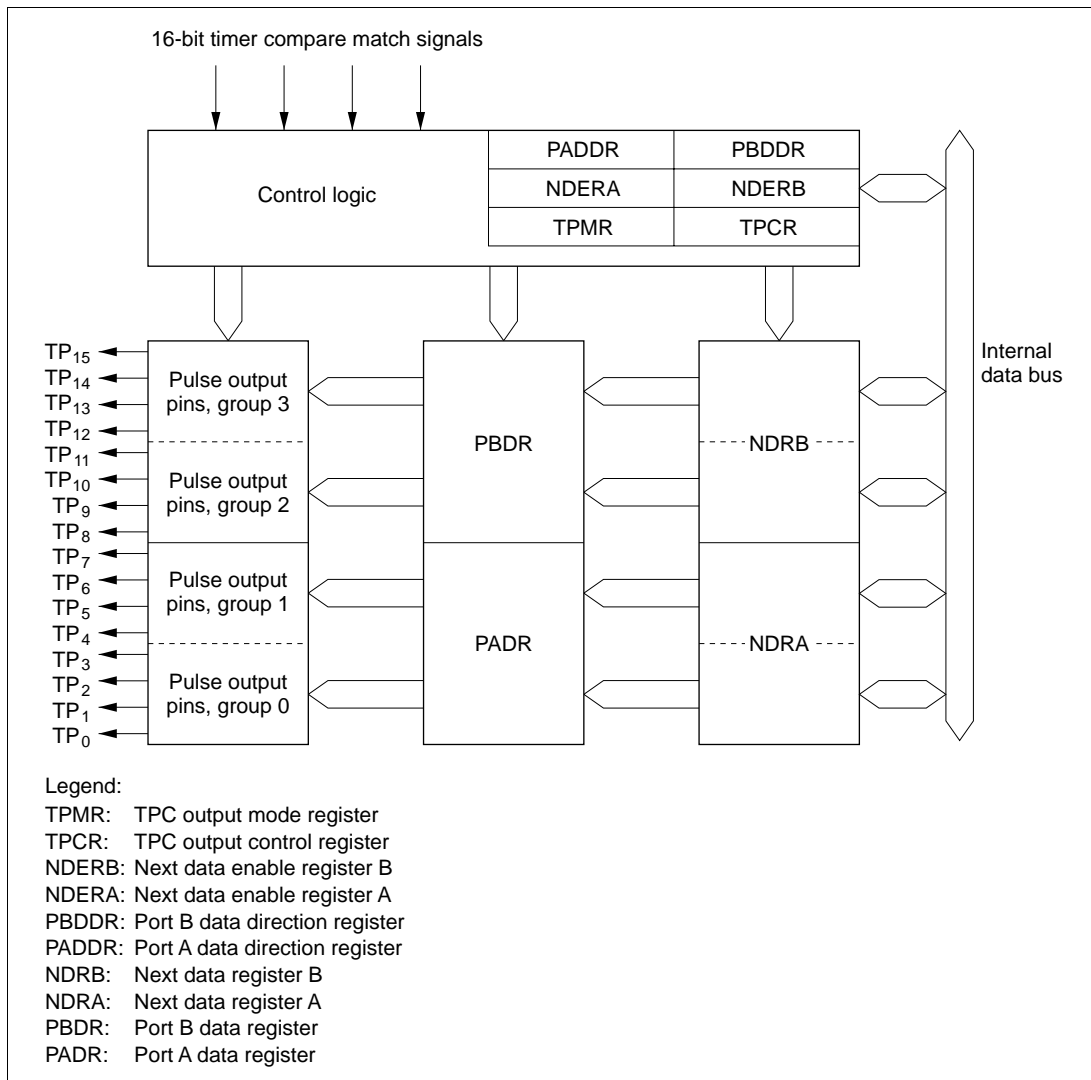 16-bit timer compare match signals
Control logic
PADDR PBDDR
NDERA NDERB
TPMR TPCR
Internal
data bus
TP15
TP14
TP13
TP12
TP11
TP10
TP9
TP8
TP7
TP6
TP5
TP4
TP3
TP2
TP1
TP0
Pulse output
pins, group 3
Pulse output
pins, group 2
Pulse output
pins, group 1
Pulse output
pins, group 0
PBDR
PADR
NDRB
NDRA
Legend:
TPMR: TPC output mode register
TPCR: TPC output control register
NDERB: Next data enable register B
NDERA: Next data enable register A
PBDDR: Port B data direction register
PADDR: Port A data direction register
NDRB: Next data register B
NDRA: Next data register A
PBDR: Port B data register
PADR: Port A data register